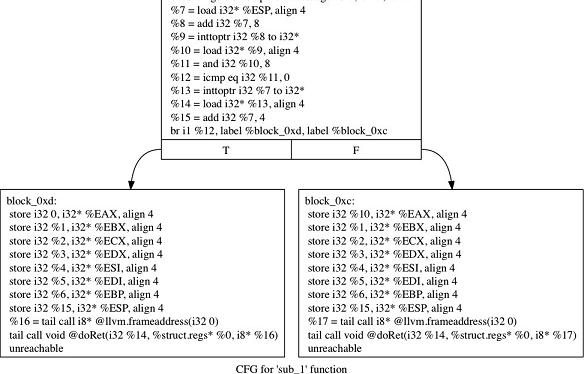 %7 = load i32* %ESP, align 4
%8 = add i32 %7, 8
%9 = inttoptr i32 %8 to i32*
%10 = load i32* %9, align 4
%11 = and i32 %10, 8
%12 = icmp eq i32 %11, 0
%13 = inttoptr i32 %7 to i32*
%14 = load i32* %13, align 4
%15 = add i32 %7, 4
br i1 %12, label %block_0xd, label %block_0xc
T
F
block_0xd:
store i32 0, i32* %EAX, align 4
store i32 %1, i32* %EBX, align 4
store i32 %2, i32* %ECX, align 4
store i32 %3, i32* %EDX, align 4
store i32 %4, i32* %ESI, align 4
store i32 %5, i32* %EDI, align 4
store i32 %6, i32* %EBP, align 4
store i32 %15, i32* %ESP, align 4
%16 = tail call i8* @llvm.frameaddress(i32 0)
tail call void @doRet(i32 %14, %struct.regs* %0, i8* %16)
unreachable
block_0xc:
store i32 %10, i32* %EAX, align 4
store i32 %1, i32* %EBX, align 4
store i32 %2, i32* %ECX, align 4
store i32 %3, i32* %EDX, align 4
store i32 %4, i32* %ESI, align 4
store i32 %5, i32* %EDI, align 4
store i32 %6, i32* %EBP, align 4
store i32 %15, i32* %ESP, align 4
%17 = tail call i8* @llvm.frameaddress(i32 0)
tail call void @doRet(i32 %14, %struct.regs* %0, i8* %17)
unreachable
CFG for 'sub_1' function